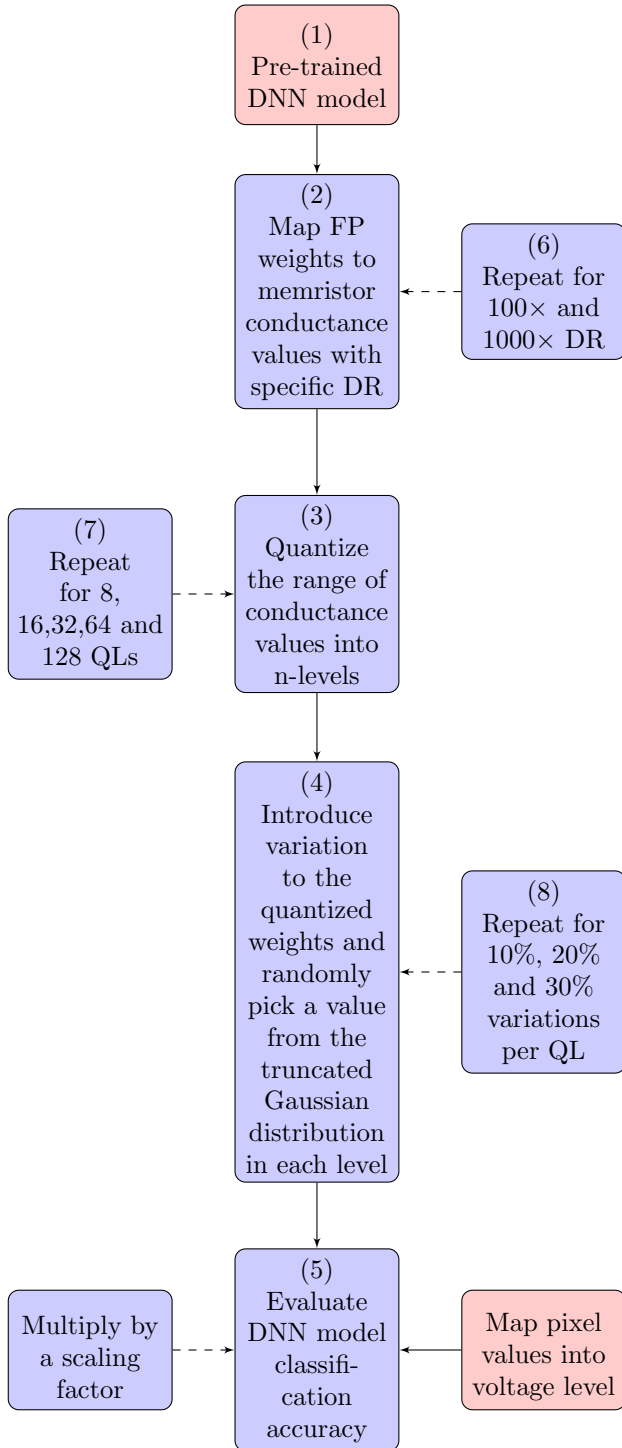 (1)
Pre-trained
DNN model
(2)
Map FP
weights to
memristor
conductance
values with
specific DR
(6)
Repeat for
100× and
1000× DR
(7)
Repeat
for 8,
16,32,64 and
128 QLs
(3)
Quantize
the range of
conductance
values into
n-levels
(4)
Introduce
variation
to the
quantized
weights and
randomly
pick a value
from the
truncated
Gaussian
distribution
in each level
(8)
Repeat for
10%, 20%
and 30%
variations
per QL
Multiply by
a scaling
factor
(5)
Evaluate
DNN model
classifi-
cation
accuracy
Map pixel
values into
voltage level